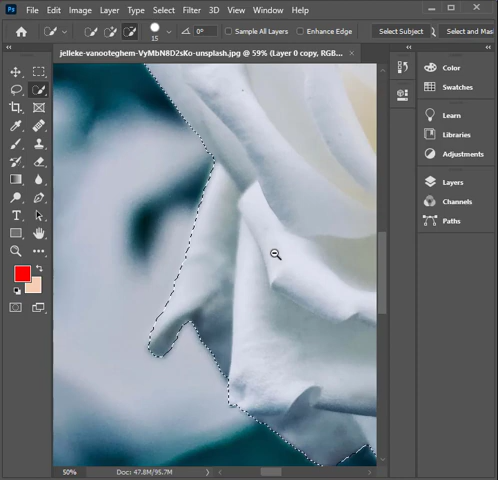 Ps File Edit Image Layer Type Select Filter 3D View Window Help
15 0° Sample All Layers Enhance Edge Select Subject Select and Mas
jelleke-vanooteghem-VyMbN8D2sKo-unsplash.jpg @ 59% (Layer 0 copy, RGB...
Color
Swatches
Learn
Libraries
Adjustments
Layers
Channels
Paths
T
50% Doc: 47.8M/95.7M